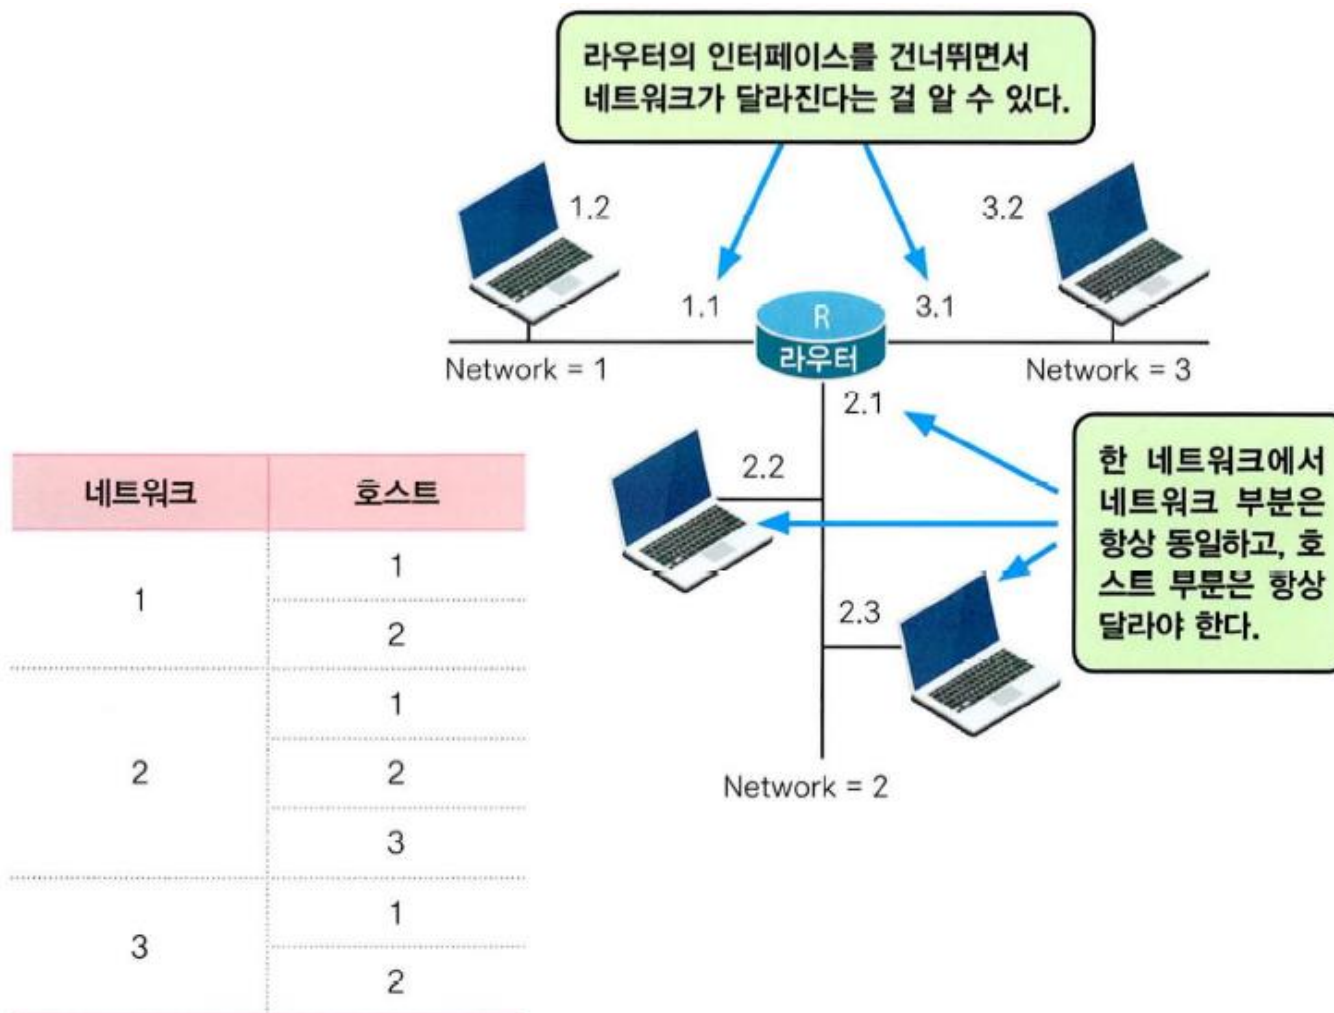 라우터의 인터페이스를 건너뛰면서
네트워크가 달라진다는 걸 알 수 있다.
1.2
3.2
1.1
R
라우터
3.1
Network = 1
Network = 3
2.1
2.2
2.3
한 네트워크에서
네트워크 부분은
항상 동일하고, 호
스트 부분은 항상
달라야 한다.
Network = 2
네트워크 호스트
1
1
2
2
1
2
3
3
1
2